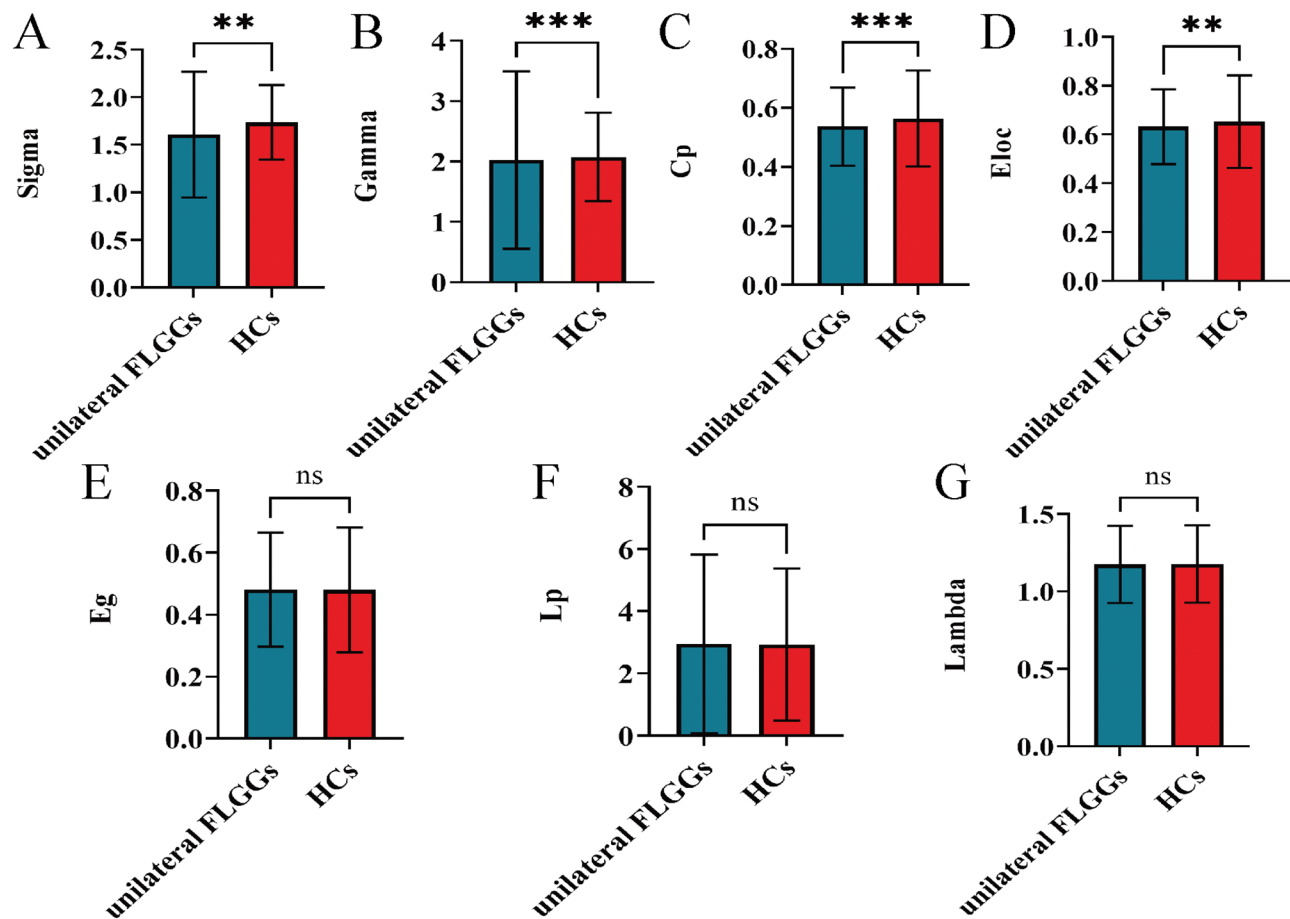 A
**
Sigma
2.5
2.0
1.5
1.0
0.5
0.0
unilateral FLGGs
HCs
B
***
Gamma
4
3
2
1
0
unilateral FLGGs
HCs
C
***
Cp
0.8
0.6
0.4
0.2
0.0
unilateral FLGGs
HCs
D
**
Eloc
1.0
0.8
0.6
0.4
0.2
0.0
unilateral FLGGs
HCs
E
ns
Eg
0.8
0.6
0.4
0.2
0.0
unilateral FLGGs
HCs
F
ns
Lp
8
6
4
2
0
unilateral FLGGs
HCs
G
ns
Lambda
1.5
1.0
0.5
0.0
unilateral FLGGs
HCs